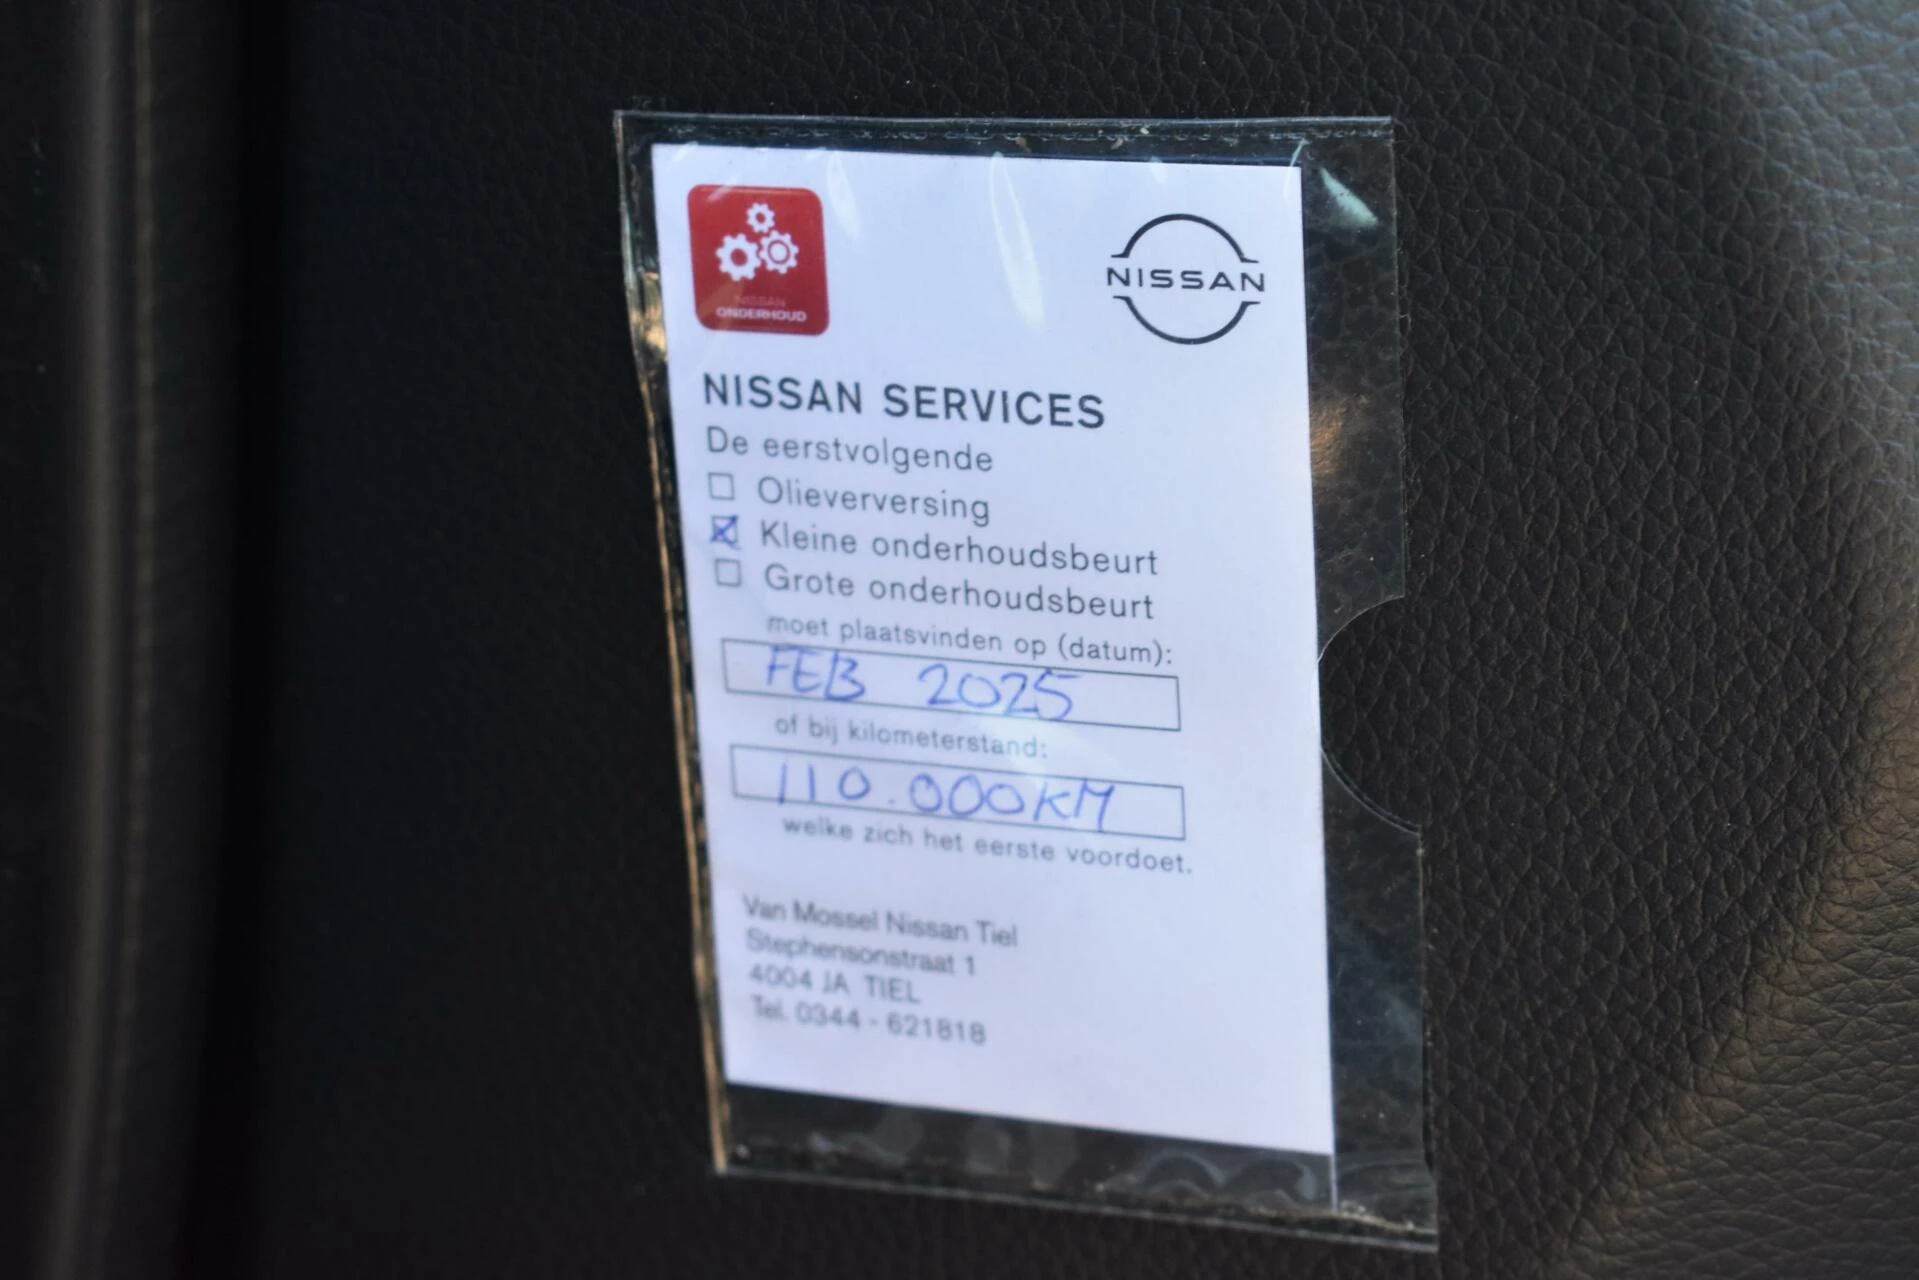 NISSAN
ONDERHOUD
NISSAN
NISSAN SERVICES
De eerstvolgende
Olieverversing
Kleine onderhoudsbeurt
Grote onderhoudsbeurt
moet plaatsvinden op (datum):
FEB 2025
of bij kilometerstand:
110.000KM
welke zich het eerste voordoet.
Van Mossel Nissan Tiel
Stephensonstraat 1
4004 JA TIEL
Tel. 0344 - 621818